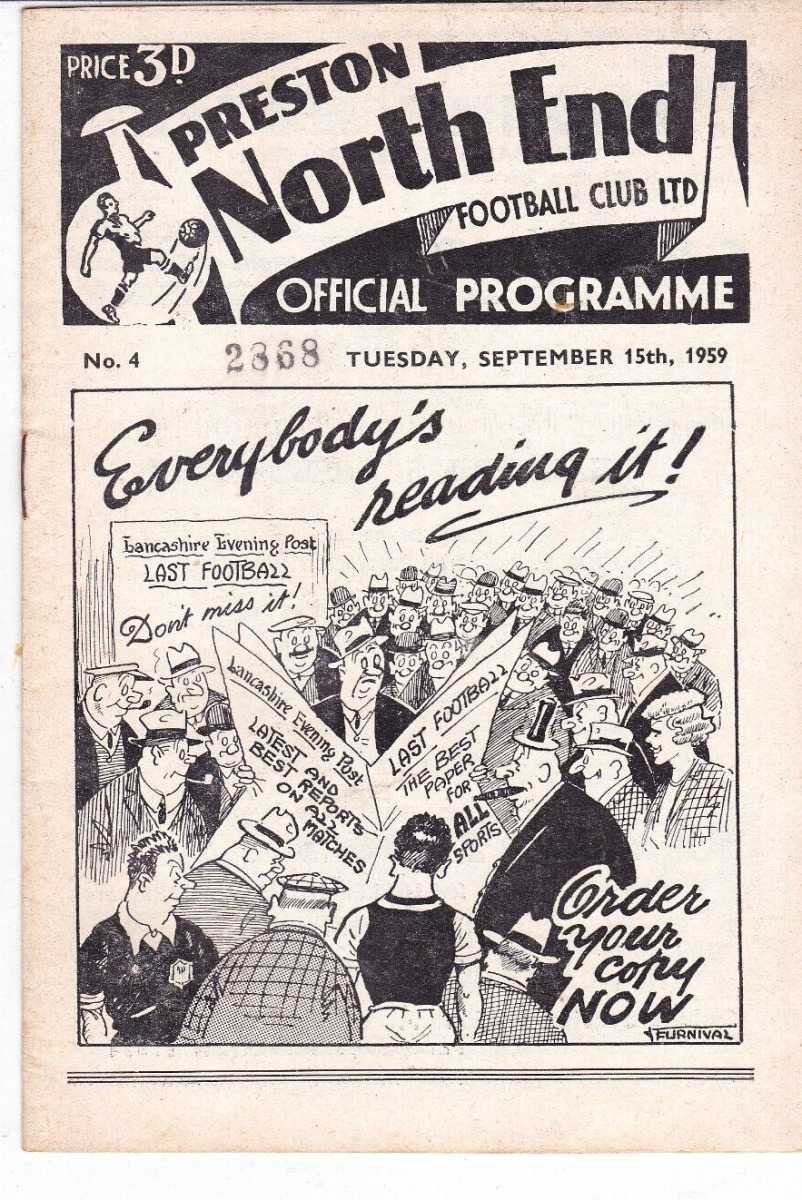 PRICE 3D
PRESTON
North End
FOOTBALL CLUB LTD
OFFICIAL PROGRAMME
No. 4 2868 TUESDAY, SEPTEMBER 15th, 1959
Everybody's
reading it!
Lancashire Evening Post
LAST FOOTBALL
Don't miss it!
Lancashire Evening Post
LATEST AND
BEST REPORTS
ON ALL
MATCHES
LAST FOOTBALL
THE BEST
PAPER
FOR
ALL
SPORTS
Order
your
copy
NOW
FURNIVAL